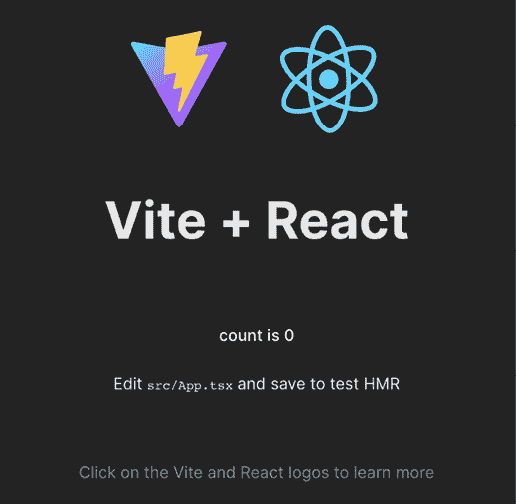 Vite + React
count is 0
Edit src/App.tsx and save to test HMR
Click on the Vite and React logos to learn more